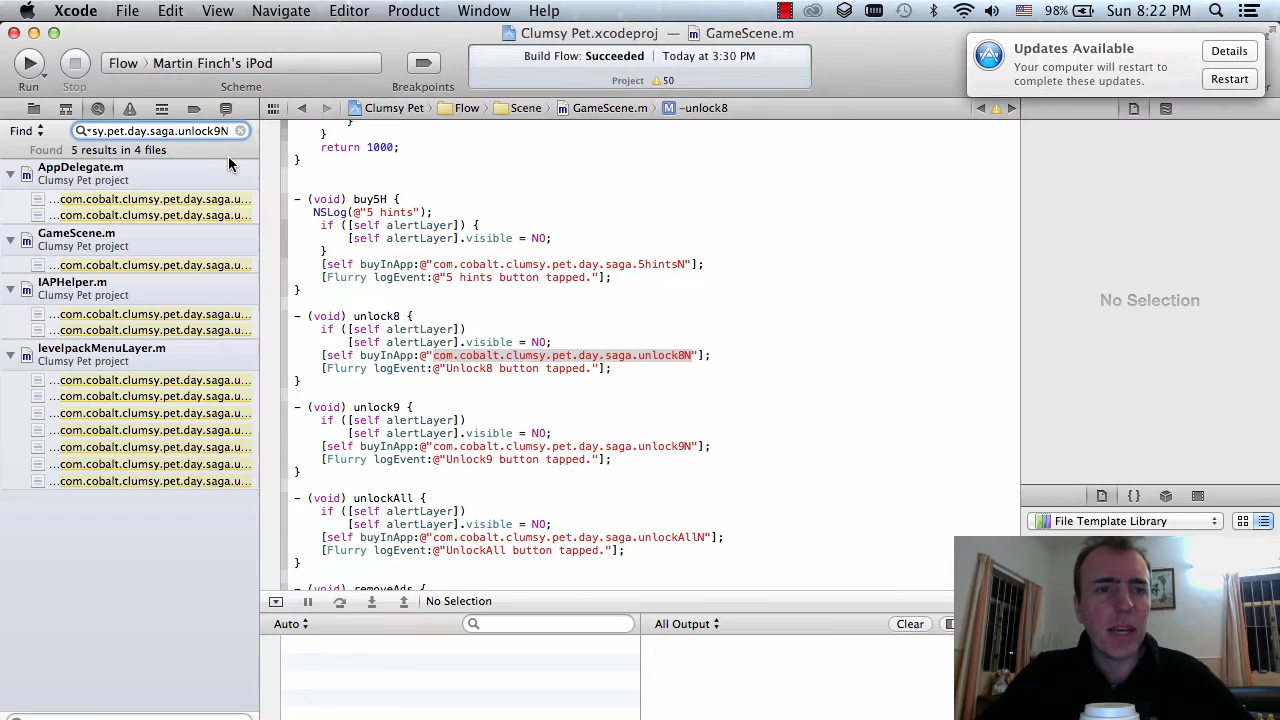 Xcode File Edit View Navigate Editor Product Window Help 98% Sun 8:22 PM
Clumsy Pet.xcodeproj — GameScene.m
Run Stop Flow Martin Finch's iPod Scheme Breakpoints
Build Flow: Succeeded | Today at 3:30 PM
Project 50
Updates Available
Your computer will restart to complete these updates.
Details
Restart
Clumsy Pet Flow Scene GameScene.m -unlock8
Find sy.pet.day.saga.unlock9N
Found 5 results in 4 files
AppDelegate.m
Clumsy Pet project
...com.cobalt.clumsy.pet.day.saga.u...
...com.cobalt.clumsy.pet.day.saga.u...
GameScene.m
Clumsy Pet project
...com.cobalt.clumsy.pet.day.saga.u...
IAPHelper.m
Clumsy Pet project
...com.cobalt.clumsy.pet.day.saga.u...
...com.cobalt.clumsy.pet.day.saga.u...
levelpackMenuLayer.m
Clumsy Pet project
...com.cobalt.clumsy.pet.day.saga.u...
...com.cobalt.clumsy.pet.day.saga.u...
...com.cobalt.clumsy.pet.day.saga.u...
...com.cobalt.clumsy.pet.day.saga.u...
...com.cobalt.clumsy.pet.day.saga.u...
...com.cobalt.clumsy.pet.day.saga.u...
...com.cobalt.clumsy.pet.day.saga.u...
}
}
return 1000;
}
- (void) buy5H {
NSLog(@"5 hints");
if ([self alertLayer]) {
[self alertLayer].visible = NO;
}
[self buyInApp:@"com.cobalt.clumsy.pet.day.saga.5hintsN"];
[Flurry logEvent:@"5 hints button tapped."];
}
- (void) unlock8 {
if ([self alertLayer])
[self alertLayer].visible = NO;
[self buyInApp:@"com.cobalt.clumsy.pet.day.saga.unlock8N"];
[Flurry logEvent:@"Unlock8 button tapped."];
}
- (void) unlock9 {
if ([self alertLayer])
[self alertLayer].visible = NO;
[self buyInApp:@"com.cobalt.clumsy.pet.day.saga.unlock9N"];
[Flurry logEvent:@"Unlock9 button tapped."];
}
- (void) unlockAll {
if ([self alertLayer])
[self alertLayer].visible = NO;
[self buyInApp:@"com.cobalt.clumsy.pet.day.saga.unlockAllN"];
[Flurry logEvent:@"UnlockAll button tapped."];
}
- (void) removeAds {
No Selection
Auto
All Output
Clear
No Selection
File Template Library